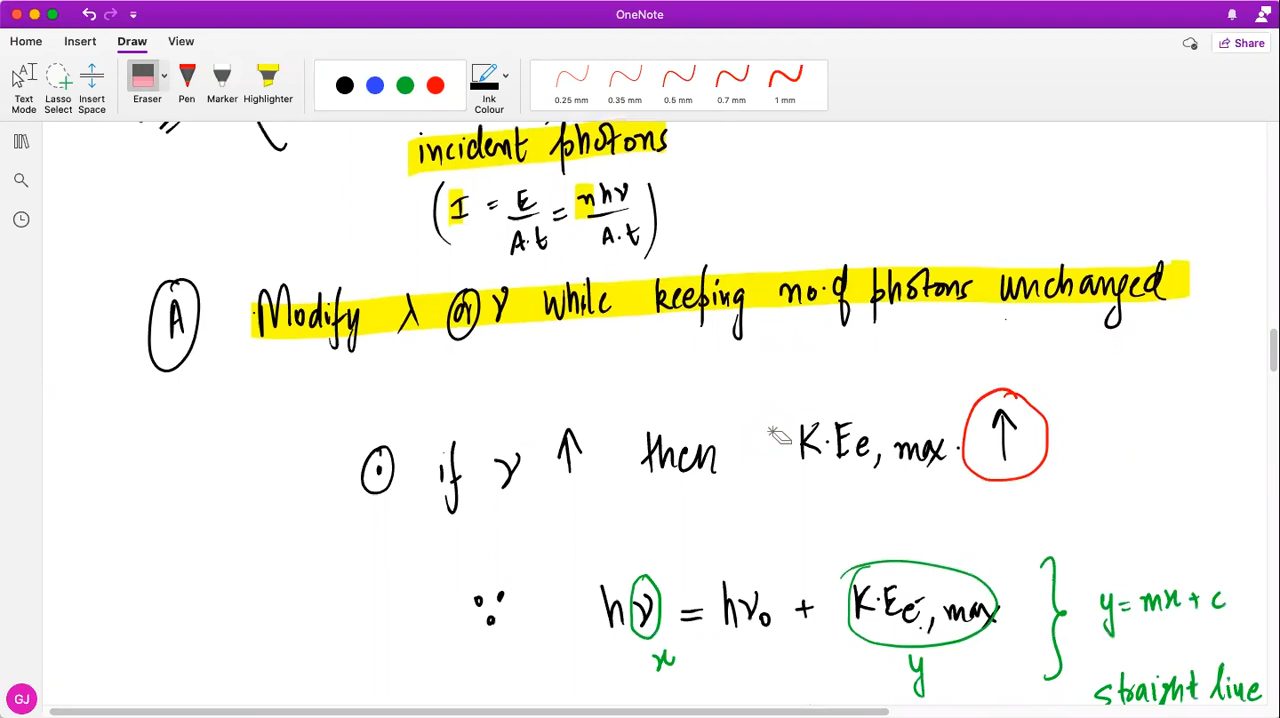 OneNote
Home Insert Draw View
Share
Text Mode
Lasso Select
Insert Space
Eraser
Pen
Marker
Highlighter
Ink Colour
0.25 mm
0.35 mm
0.5 mm
0.7 mm
1 mm
incident photons
(I = E/A.t = nhν/A.t)
A Modify λ or ν while keeping no. of photons unchanged
if ν ↑ then K.Ee, max. ↑
∵ hν = hν₀ + K.Ee, max. } y = mx + c
x y straight line
GJ